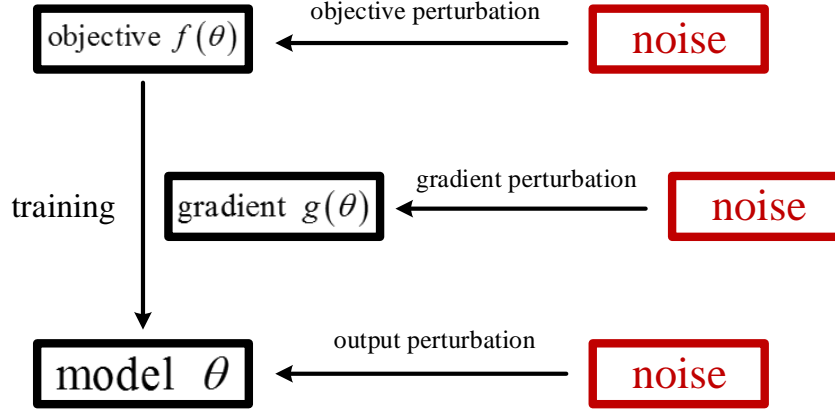 objective f(θ)
objective perturbation
noise
training
gradient g(θ)
gradient perturbation
noise
model θ
output perturbation
noise